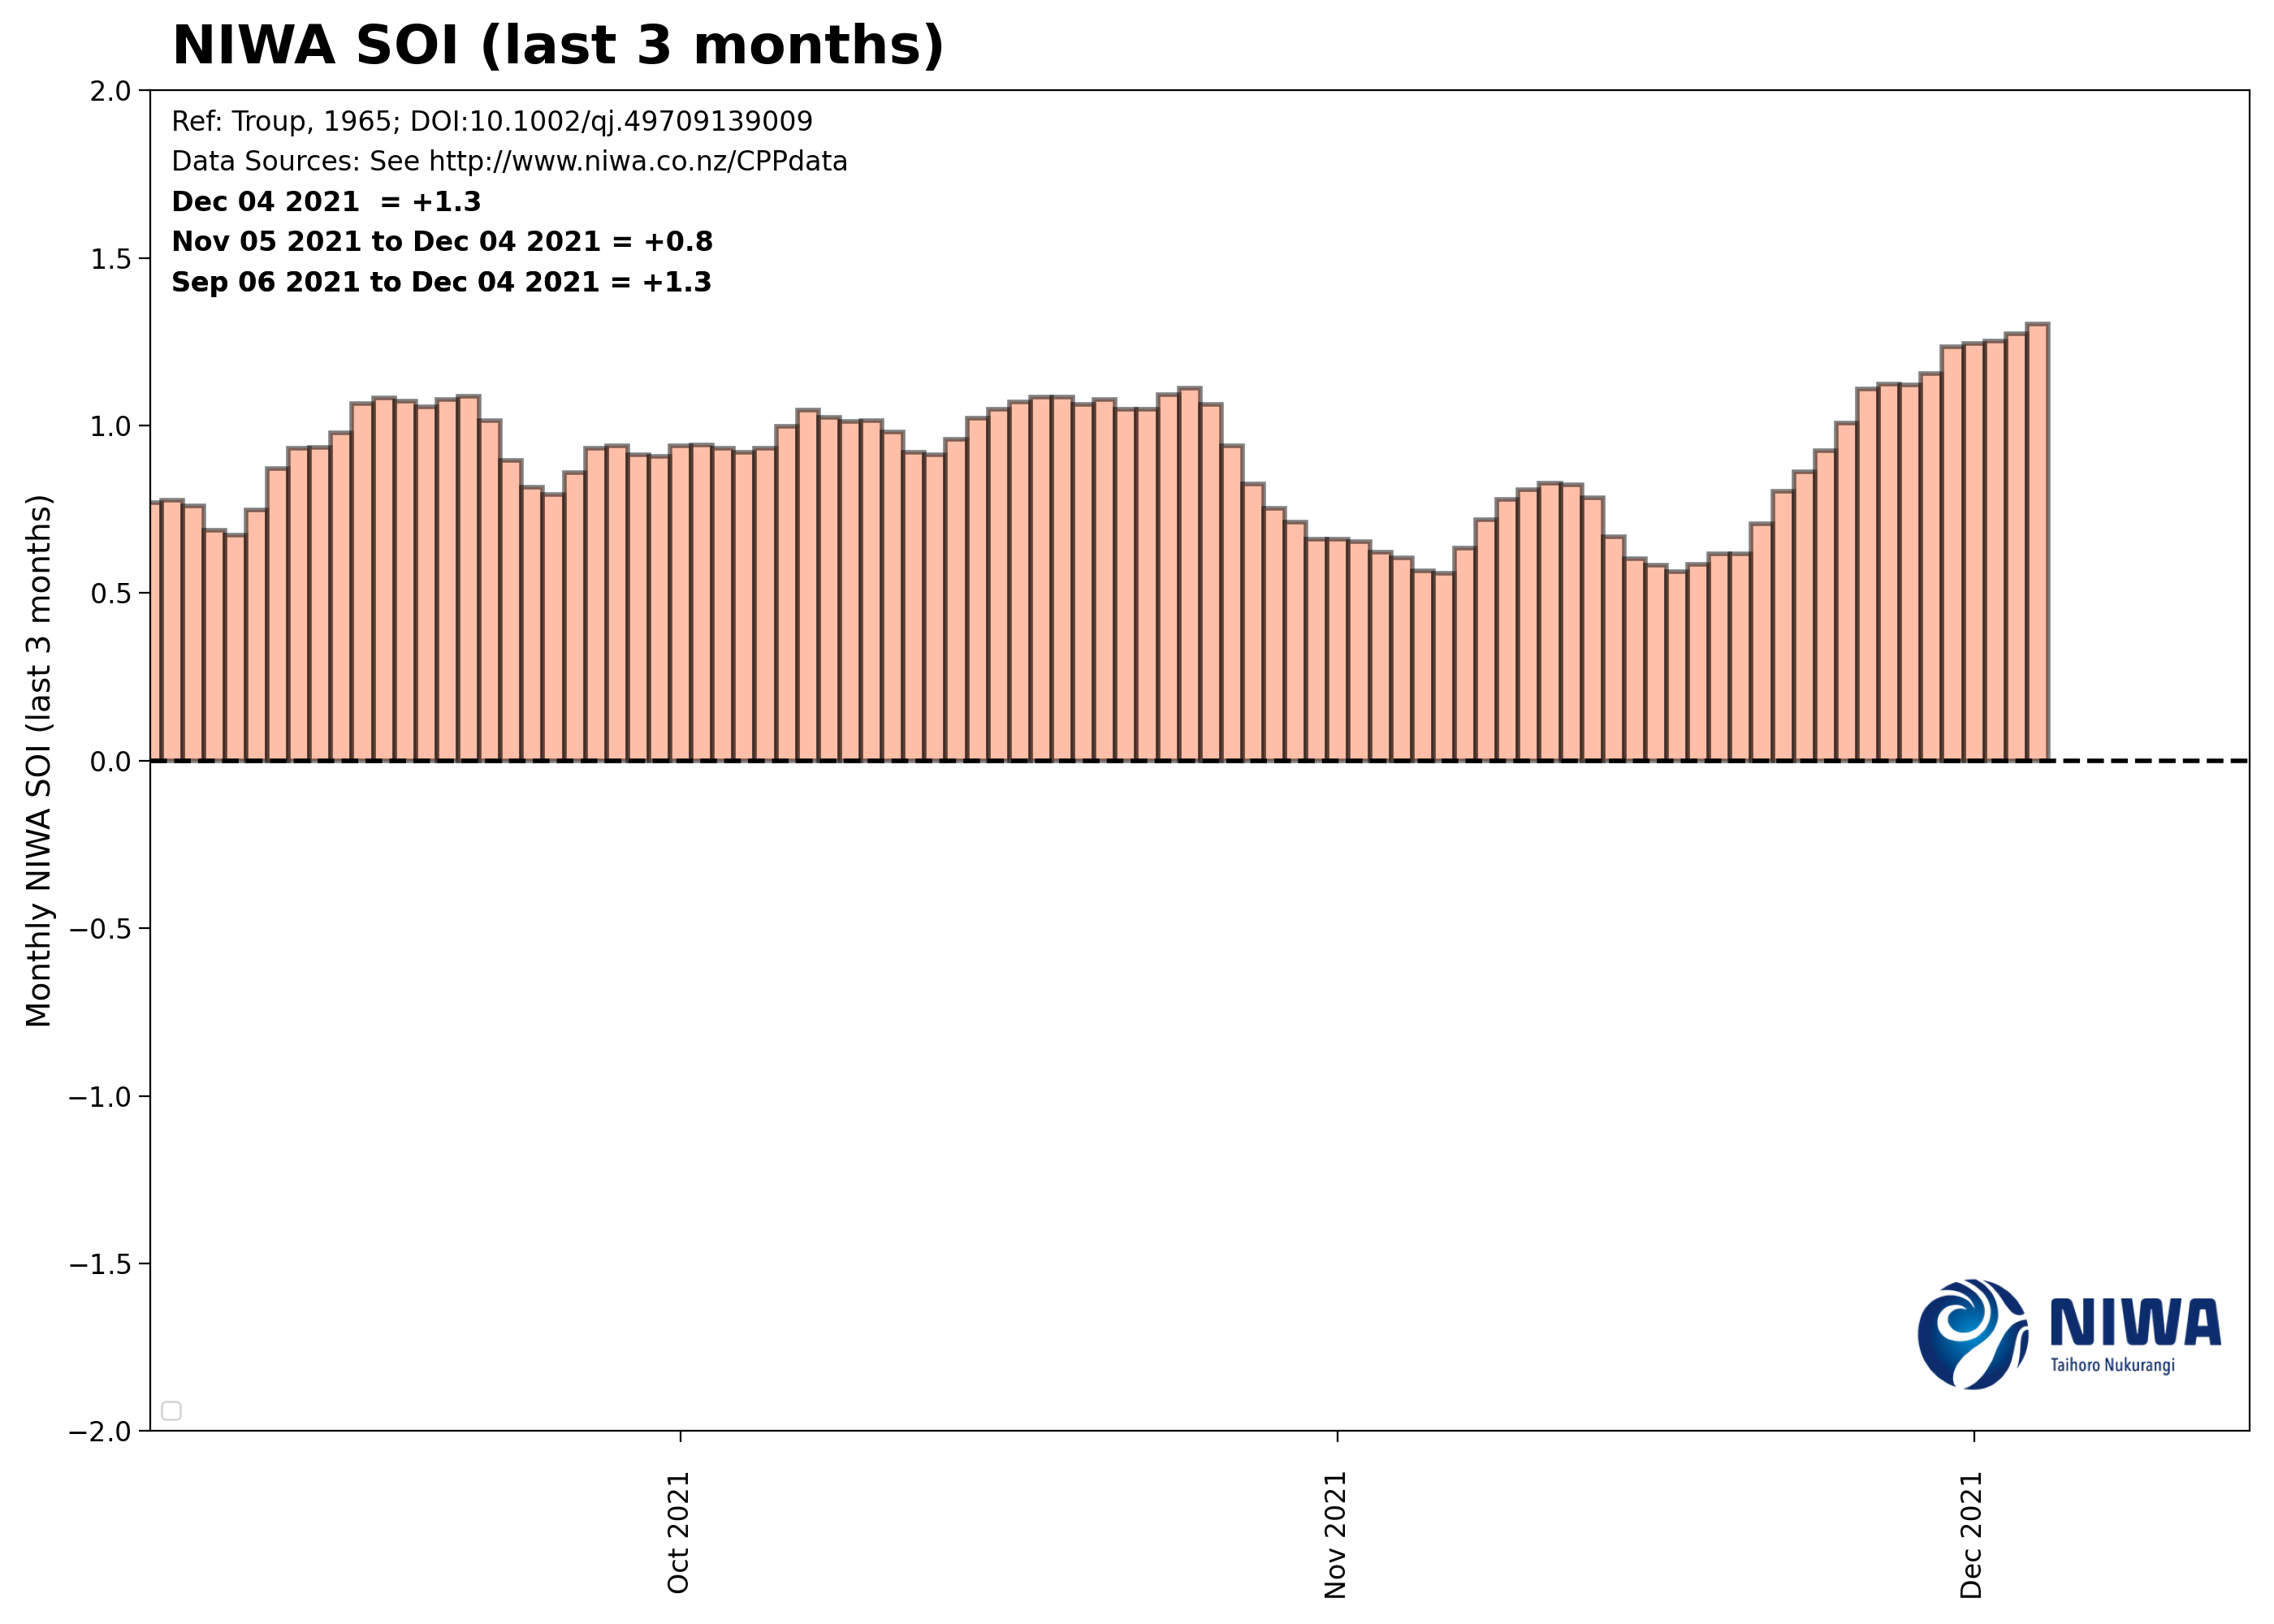 NIWA SOI (last 3 months)
Ref: Troup, 1965; DOI:10.1002/qj.49709139009
Data Sources: See http://www.niwa.co.nz/CPPdata
Dec 04 2021  = +1.3
Nov 05 2021 to Dec 04 2021 = +0.8
Sep 06 2021 to Dec 04 2021 = +1.3
Monthly NIWA SOI (last 3 months)
2.0
1.5
1.0
0.5
0.0
−0.5
−1.0
−1.5
−2.0
NIWA
Taihoro Nukurangi
Oct 2021
Nov 2021
Dec 2021